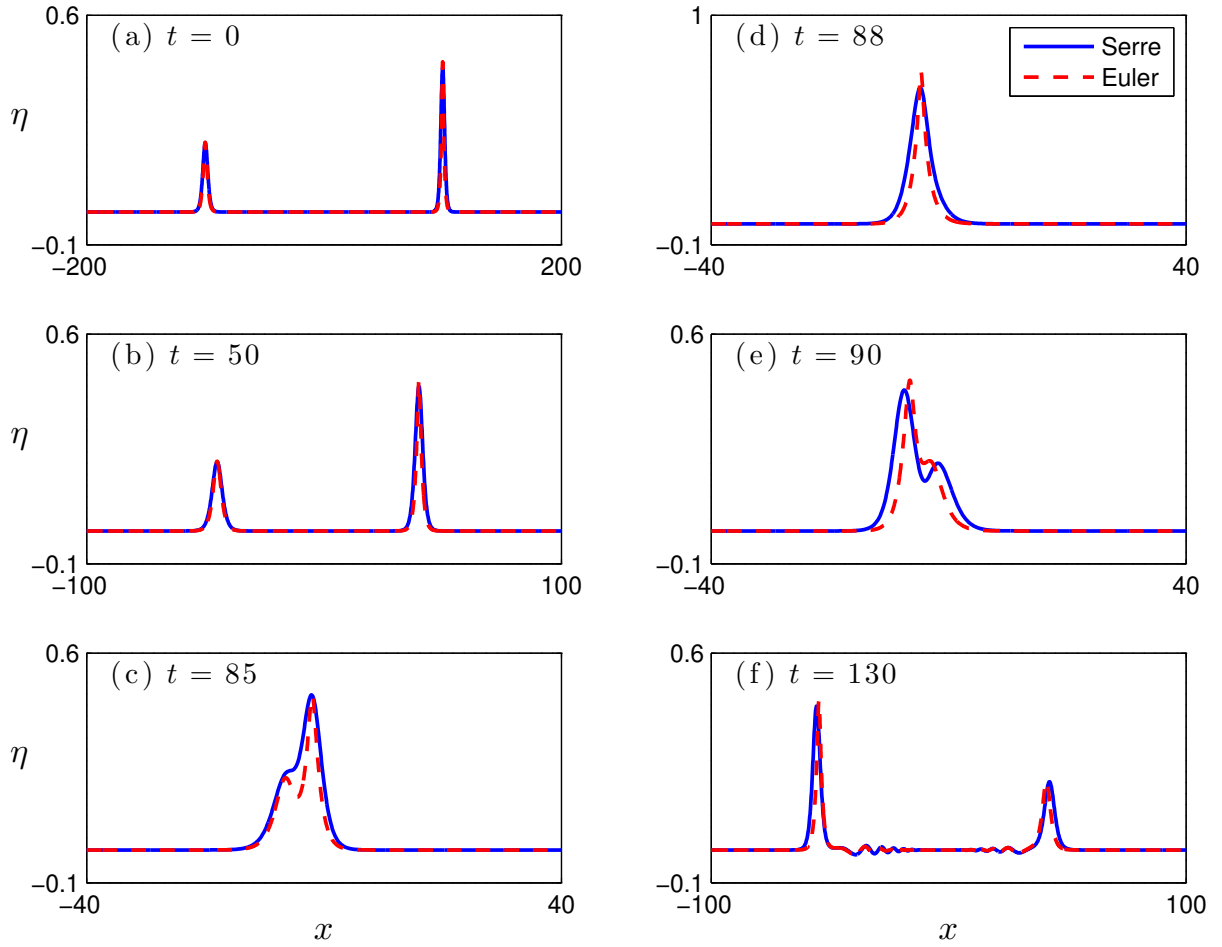 0.6
(a) t = 0
η
−0.1
−200
200
0.6
(b) t = 50
η
−0.1
−100
100
0.6
(c) t = 85
η
−0.1
−40
40
x
1
(d) t = 88
Serre
Euler
−0.1
−40
40
0.6
(e) t = 90
−0.1
−40
40
0.6
(f) t = 130
−0.1
−100
100
x